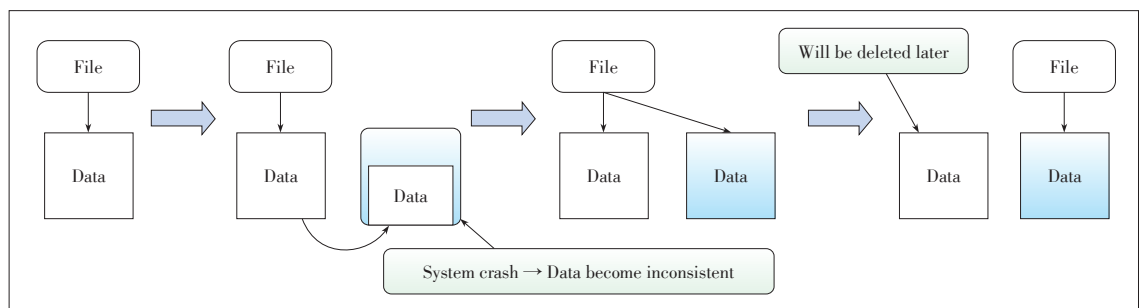 File
Data
File
Data
Data
System crash → Data become inconsistent
File
Data
Data
Will be deleted later
Data
File
Data